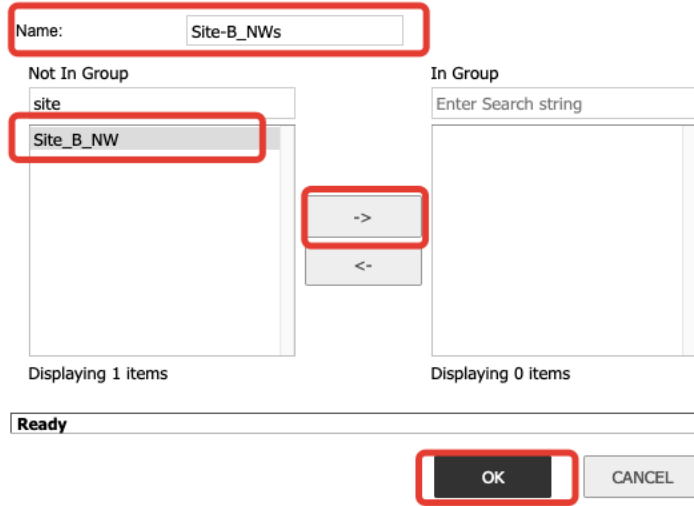 Name: Site-B_NWs
Not In Group In Group
site Enter Search string
Site_B_NW
->
<-
Displaying 1 items Displaying 0 items
Ready
OK CANCEL